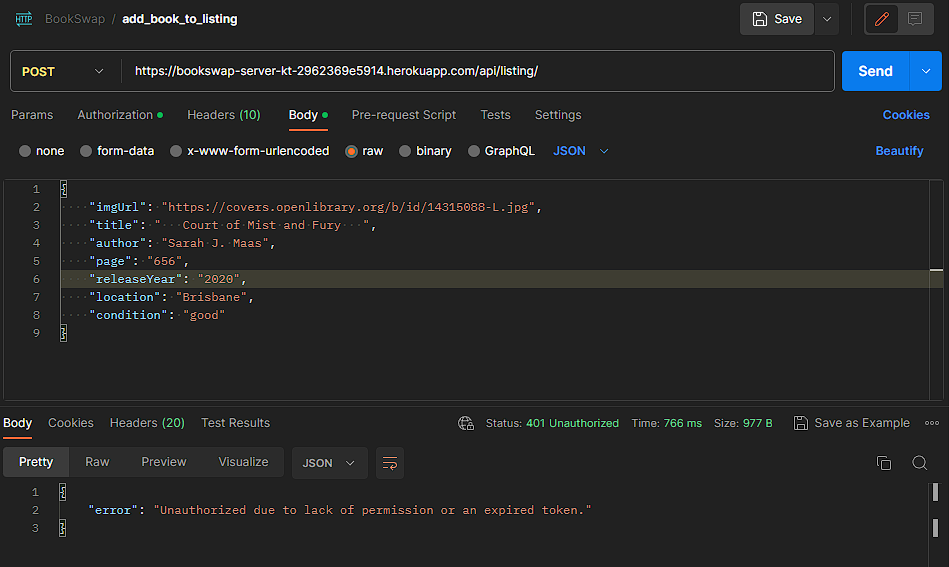 HTTP BookSwap / add_book_to_listing Save
POST https://bookswap-server-kt-2962369e5914.herokuapp.com/api/listing/ Send
Params Authorization Headers (10) Body Pre-request Script Tests Settings Cookies
none form-data x-www-form-urlencoded raw binary GraphQL JSON Beautify
1 {
2 "imgUrl": "https://covers.openlibrary.org/b/id/14315088-L.jpg",
3 "title": "   Court of Mist and Fury   ",
4 "author": "Sarah J. Maas",
5 "page": "656",
6 "releaseYear": "2020",
7 "location": "Brisbane",
8 "condition": "good"
9 }
Body Cookies Headers (20) Test Results Status: 401 Unauthorized Time: 766 ms Size: 977 B Save as Example
Pretty Raw Preview Visualize JSON
1 {
2 "error": "Unauthorized due to lack of permission or an expired token."
3 }